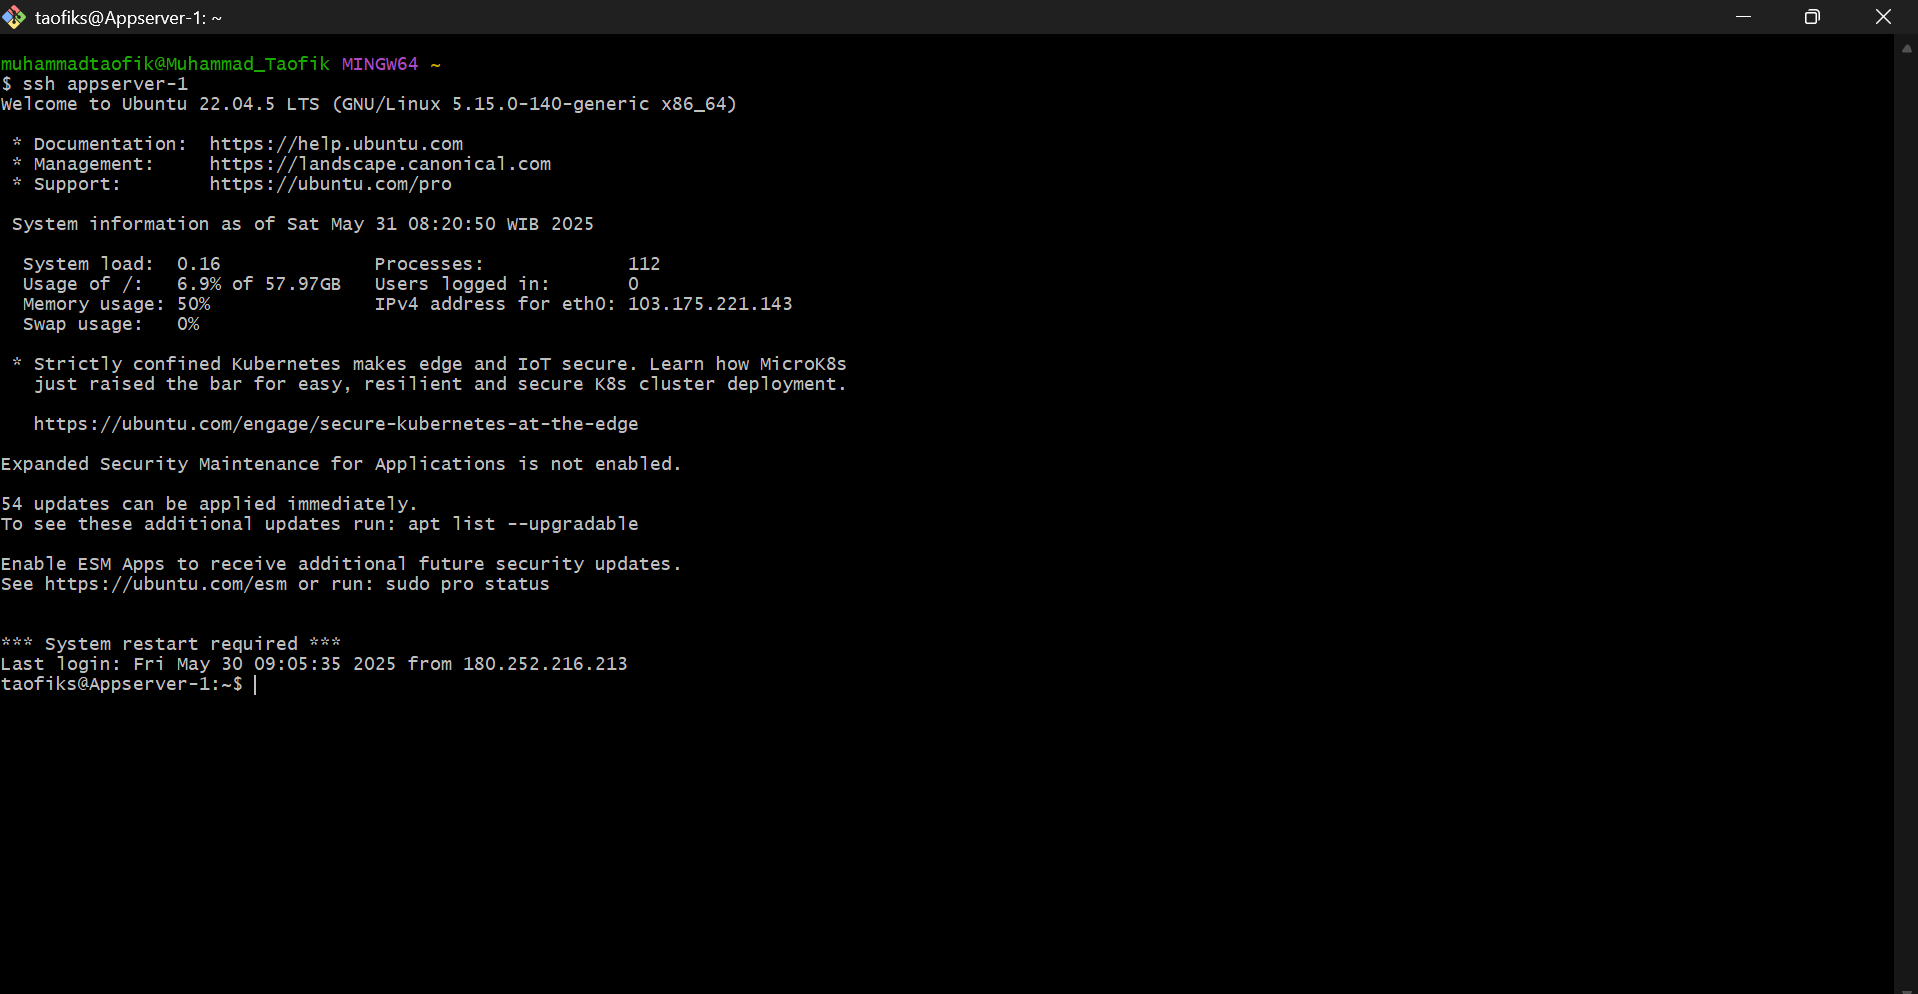 taofiks@Appserver-1: ~
muhammadtaofik@Muhammad_Taofik MINGW64 ~
$ ssh appserver-1
Welcome to Ubuntu 22.04.5 LTS (GNU/Linux 5.15.0-140-generic x86_64)
* Documentation:  https://help.ubuntu.com
* Management:     https://landscape.canonical.com
* Support:        https://ubuntu.com/pro
System information as of Sat May 31 08:20:50 WIB 2025
System load:  0.16              Processes:             112
Usage of /:   6.9% of 57.97GB   Users logged in:       0
Memory usage: 50%               IPv4 address for eth0: 103.175.221.143
Swap usage:   0%
* Strictly confined Kubernetes makes edge and IoT secure. Learn how MicroK8s
just raised the bar for easy, resilient and secure K8s cluster deployment.
https://ubuntu.com/engage/secure-kubernetes-at-the-edge
Expanded Security Maintenance for Applications is not enabled.
54 updates can be applied immediately.
To see these additional updates run: apt list --upgradable
Enable ESM Apps to receive additional future security updates.
See https://ubuntu.com/esm or run: sudo pro status
*** System restart required ***
Last login: Fri May 30 09:05:35 2025 from 180.252.216.213
taofiks@Appserver-1:~$